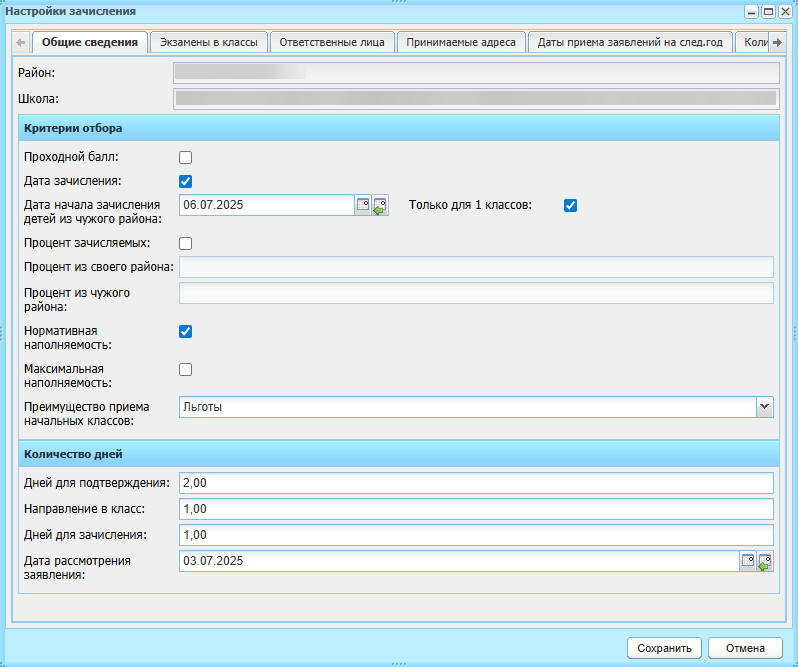 Настройки зачисления
Общие сведения
Экзамены в классы
Ответственные лица
Принимаемые адреса
Даты приема заявлений на след.год
Коли
Район:
Школа:
Критерии отбора
Проходной балл:
Дата зачисления:
Дата начала зачисления
детей из чужого района:
06.07.2025
Только для 1 классов:
Процент зачисляемых:
Процент из своего района:
Процент из чужого
района:
Нормативная
наполняемость:
Максимальная
наполняемость:
Преимущество приема
начальных классов:
Льготы
Количество дней
Дней для подтверждения:
2,00
Направление в класс:
1,00
Дней для зачисления:
1,00
Дата рассмотрения
заявления:
03.07.2025
Сохранить
Отмена